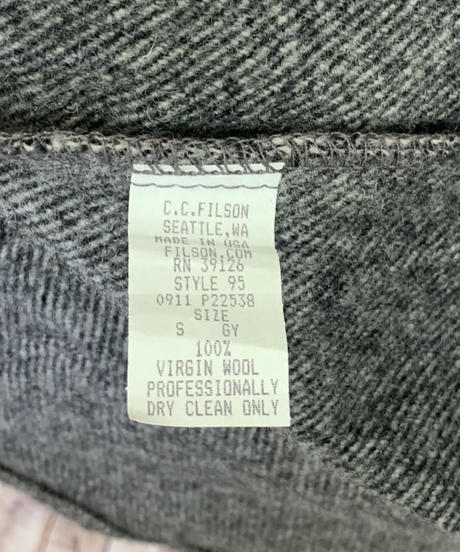 C.C.FILSON
SEATTLE,WA
MADE IN USA
FILSON.COM
RN 39126
STYLE 95
0911 P22538
SIZE
S GY
100%
VIRGIN WOOL
PROFESSIONALLY
DRY CLEAN ONLY